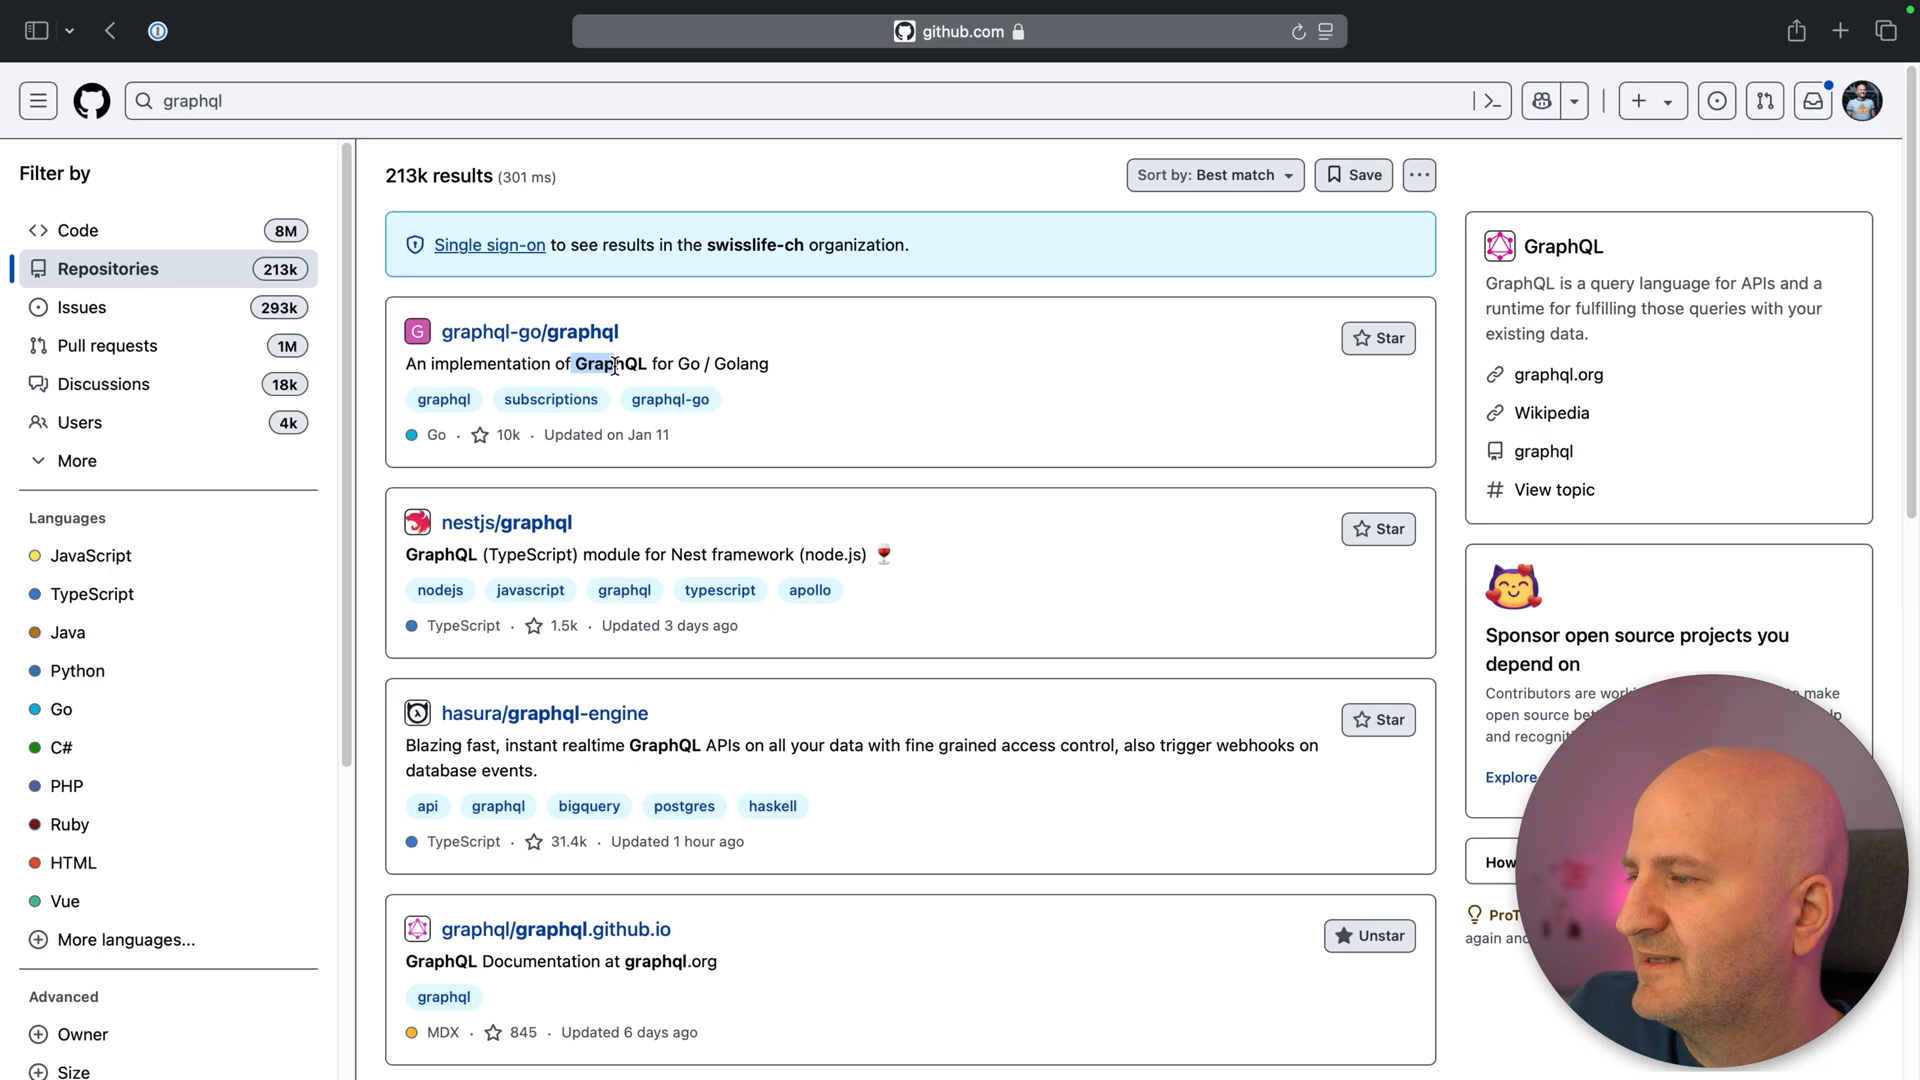 github.com
graphql
Filter by
Code 8M
Repositories 213k
Issues 293k
Pull requests 1M
Discussions 18k
Users 4k
More
Languages
JavaScript
TypeScript
Java
Python
Go
C#
PHP
Ruby
HTML
Vue
More languages...
Advanced
Owner
Size
213k results (301 ms)
Sort by: Best match
Save
Single sign-on to see results in the swisslife-ch organization.
G
graphql-go/graphql
Star
An implementation of GraphQL for Go / Golang
graphql subscriptions graphql-go
Go · 10k · Updated on Jan 11
nestjs/graphql
Star
GraphQL (TypeScript) module for Nest framework (node.js)
nodejs javascript graphql typescript apollo
TypeScript · 1.5k · Updated 3 days ago
hasura/graphql-engine
Star
Blazing fast, instant realtime GraphQL APIs on all your data with fine grained access control, also trigger webhooks on
database events.
api graphql bigquery postgres haskell
TypeScript · 31.4k · Updated 1 hour ago
graphql/graphql.github.io
Unstar
GraphQL Documentation at graphql.org
graphql
MDX · 845 · Updated 6 days ago
GraphQL
GraphQL is a query language for APIs and a
runtime for fulfilling those queries with your
existing data.
graphql.org
Wikipedia
graphql
View topic
Sponsor open source projects you
depend on
Contributors are make
open source
and
Explore
How
again